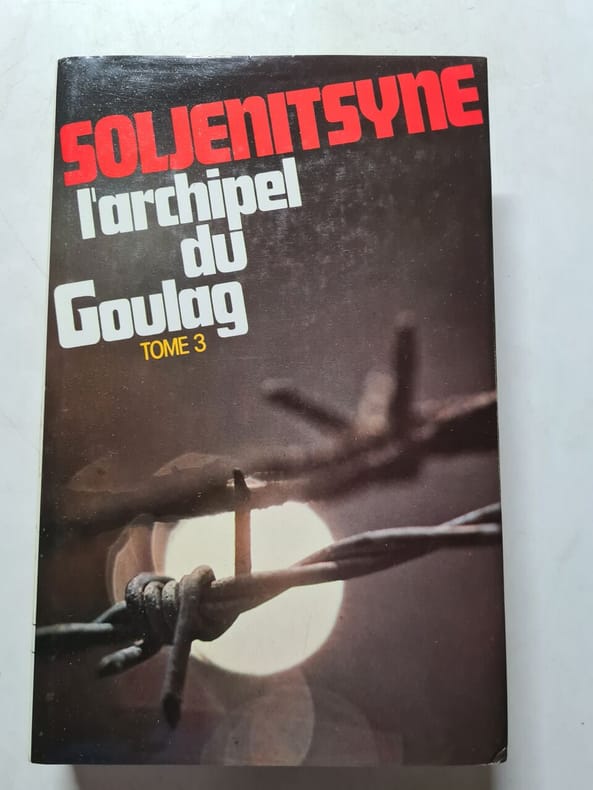 SOLJENITSYNE
l'archipel
du
Goulag
TOME 3